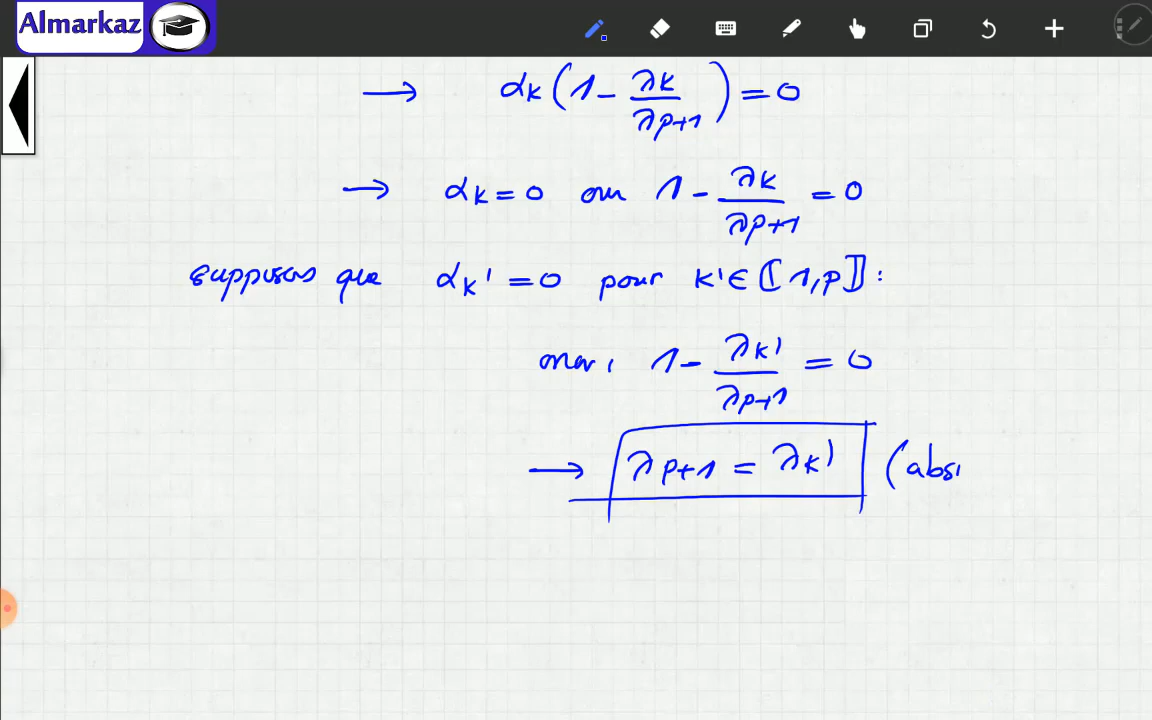 Almarkaz
→ αk(1 - λk/λp+1) = 0
→ αk = 0 ou 1 - λk/λp+1 = 0
supposons que αk' = 0 pour k' ∈ ⟦1,p⟧ :
1 - λk'/λp+1 = 0
→ λp+1 = λk' (abs